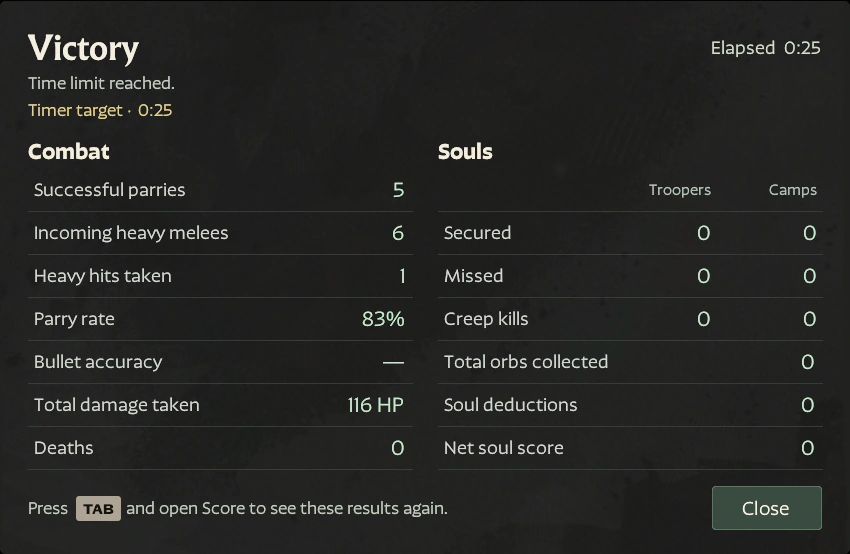 Victory
Elapsed 0:25
Time limit reached.
Timer target · 0:25
Combat
Successful parries 5
Incoming heavy melees 6
Heavy hits taken 1
Parry rate 83%
Bullet accuracy —
Total damage taken 116 HP
Deaths 0
Souls
Troopers Camps
Secured 0 0
Missed 0 0
Creep kills 0 0
Total orbs collected 0
Soul deductions 0
Net soul score 0
Press TAB and open Score to see these results again.
Close